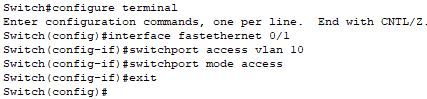 Switch#configure terminal
Enter configuration commands, one per line.  End with CNTL/Z.
Switch(config)#interface fastethernet 0/1
Switch(config-if)#switchport access vlan 10
Switch(config-if)#switchport mode access
Switch(config-if)#exit
Switch(config)#